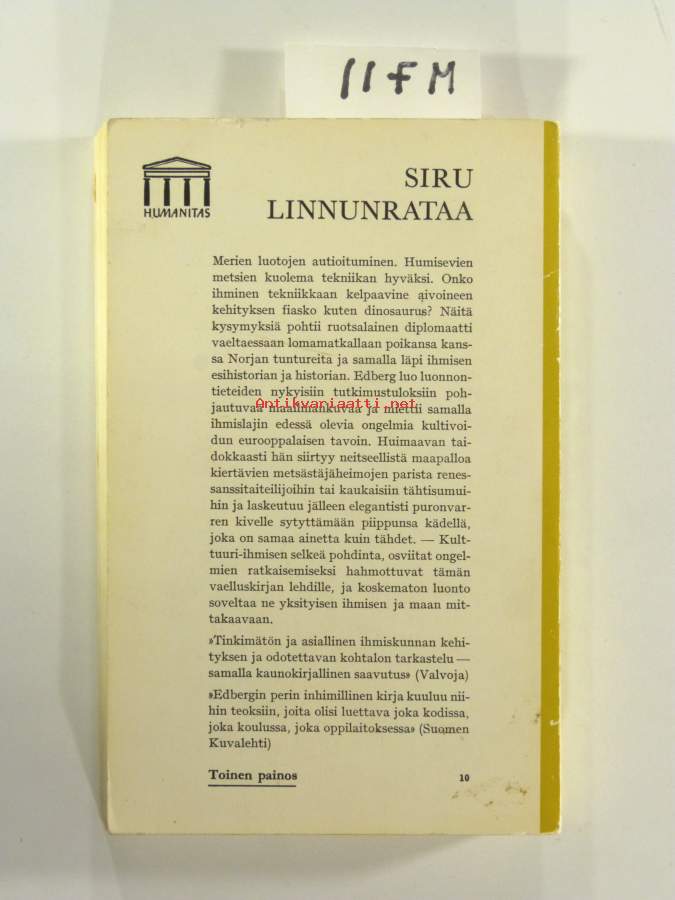 11FM
HUMANITAS
SIRU
LINNUNRATAA
Merien luotojen autioituminen. Humisevien
metsien kuolema tekniikan hyväksi. Onko
ihminen tekniikkaan kelpaavine aivoineen
kehityksen fiasko kuten dinosaurus? Näitä
kysymyksiä pohtii ruotsalainen diplomaatti
vaeltaessaan lomamatkallaan poikansa kans-
sa Norjan tuntureita ja samalla läpi ihmisen
esihistorian ja historian. Edberg luo luonnon-
tieteiden nykyisiin tutkimustuloksiin poh-
jautuvaa maailmankuvaa ja miettii samalla
Antikvariaatti.net
ihmislajin edessä olevia ongelmia kultivoi-
dun eurooppalaisen tavoin. Huimaavan tai-
dokkaasti hän siirtyy neitseellistä maapalloa
kiertävien metsästäjäheimojen parista renes-
sanssitaiteilijoihin tai kaukaisiin tähtisumui-
hin ja laskeutuu jälleen elegantisti puronvar-
ren kivelle sytyttämään piippunsa kädellä,
joka on samaa ainetta kuin tähdet. — Kult-
tuuri-ihmisen selkeä pohdinta, osviitat ongel-
mien ratkaisemiseksi hahmottuvat tämän
vaelluskirjan lehdille, ja koskematon luonto
soveltaa ne yksityisen ihmisen ja maan mit-
takaavaan.
»Tinkimätön ja asiallinen ihmiskunnan kehi-
tyksen ja odotettavan kohtalon tarkastelu —
samalla kaunokirjallinen saavutus» (Valvoja)
»Edbergin perin inhimillinen kirja kuuluu nii-
hin teoksiin, joita olisi luettava joka kodissa,
joka koulussa, joka oppilaitoksessa» (Suomen
Kuvalehti)
Toinen painos
10